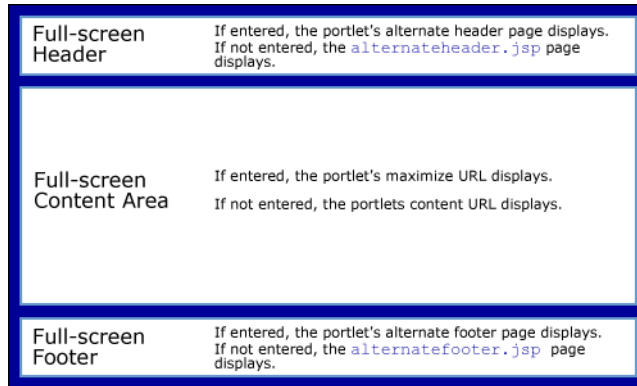 Full-screen
Header
If entered, the portlet's alternate header page displays.
If not entered, the alternateheader.jsp page
displays.
Full-screen
Content Area
If entered, the portlet's maximize URL displays.
If not entered, the portlets content URL displays.
Full-screen
Footer
If entered, the portlet's alternate footer page displays.
If not entered, the alternatefooter.jsp page
displays.